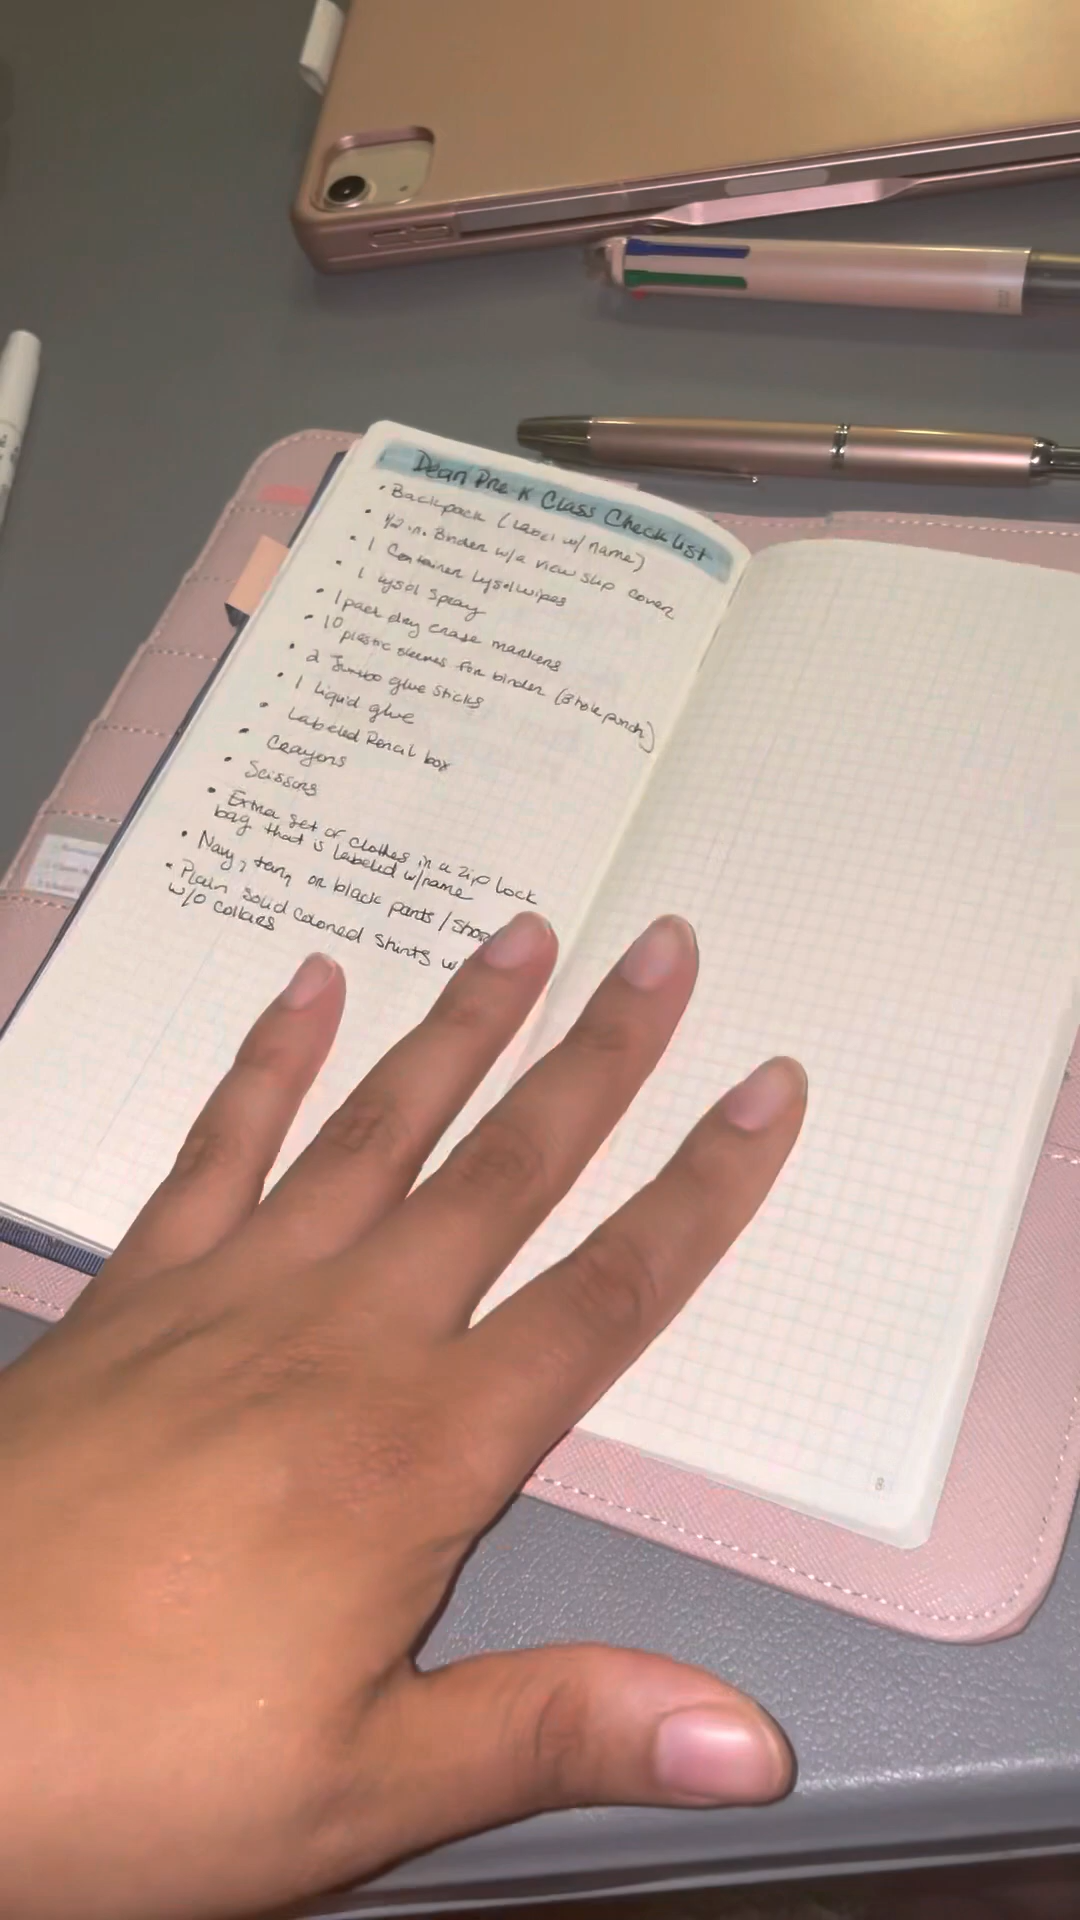 Dean Pre-K Class Checklist
• Backpack (Label w/ name)
• 1/2 in. Binder w/a view slip cover
• 1 Container Lysol wipes
• 1 Lysol Spray
• 1 pack dry erase markers
• 10 plastic sleeves for binder (3 hole punch)
• 2 Jumbo glue sticks
• 1 Liquid glue
• Labeled Pencil box
• Crayons
• Scissors
• Extra set of clothes in a zip lock
bag that is labeled w/name
• Navy, tan, or black pants /
• Plain solid colored shirts
w/o collars
8